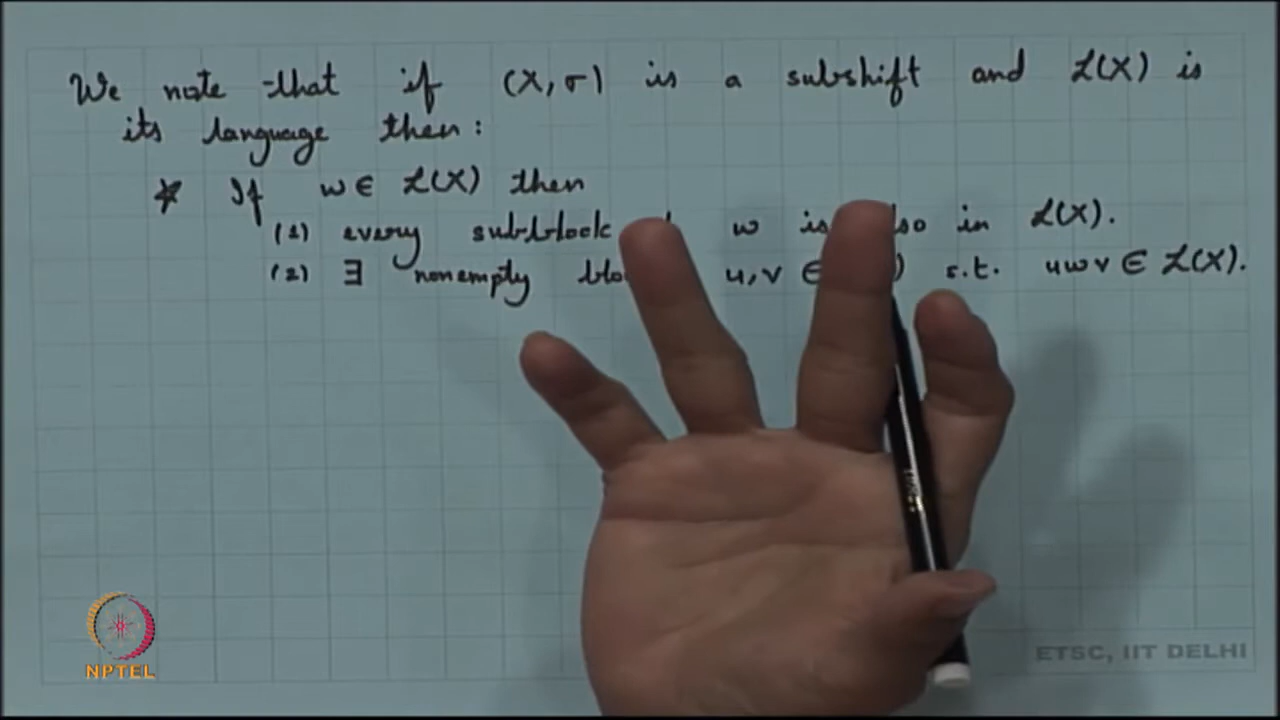 We note that if (X, σ) is a subshift and ℒ(X) is
its language then:
* If w ∈ ℒ(X) then
(1) every subblock w is in ℒ(X).
(2) ∃ nonempty u, v ∈ ) s.t. uwv ∈ ℒ(X).
NPTEL
ETSC, IIT DELHI